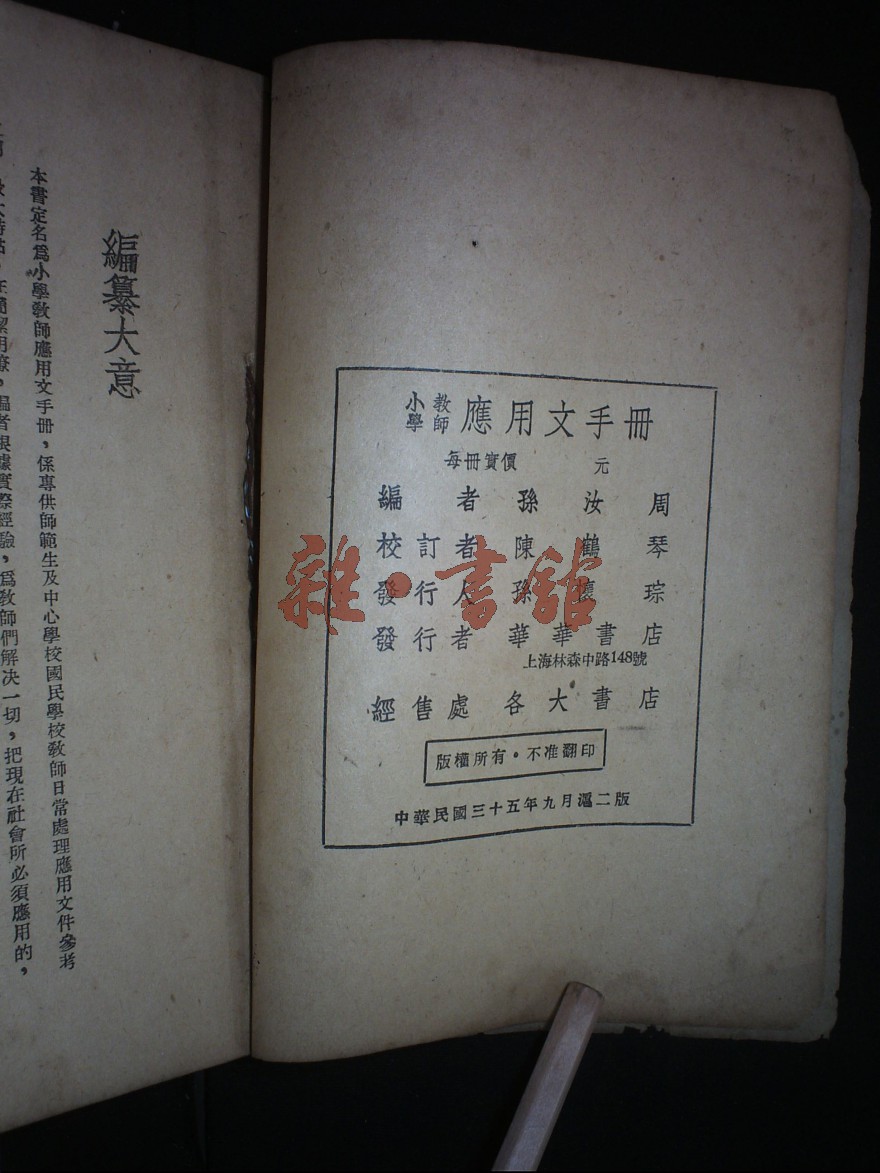 小學教師應用文手冊
每冊實價 元
編者孫汝周
校訂者陳鶴琴
發行人孫懷琮
發行者華華書店
上海林森中路148號
經售處各大書店
版權所有·不准翻印
中華民國三十五年九月滬二版
雜·書館
編纂大意
本書定名爲小學教師應用文手冊，係專供師範生及中心學校國民學校教師日常處理應用文件參考
簡潔明瞭，編者根據實際經驗，爲教師們解決一切，把現在社會所必須應用的，